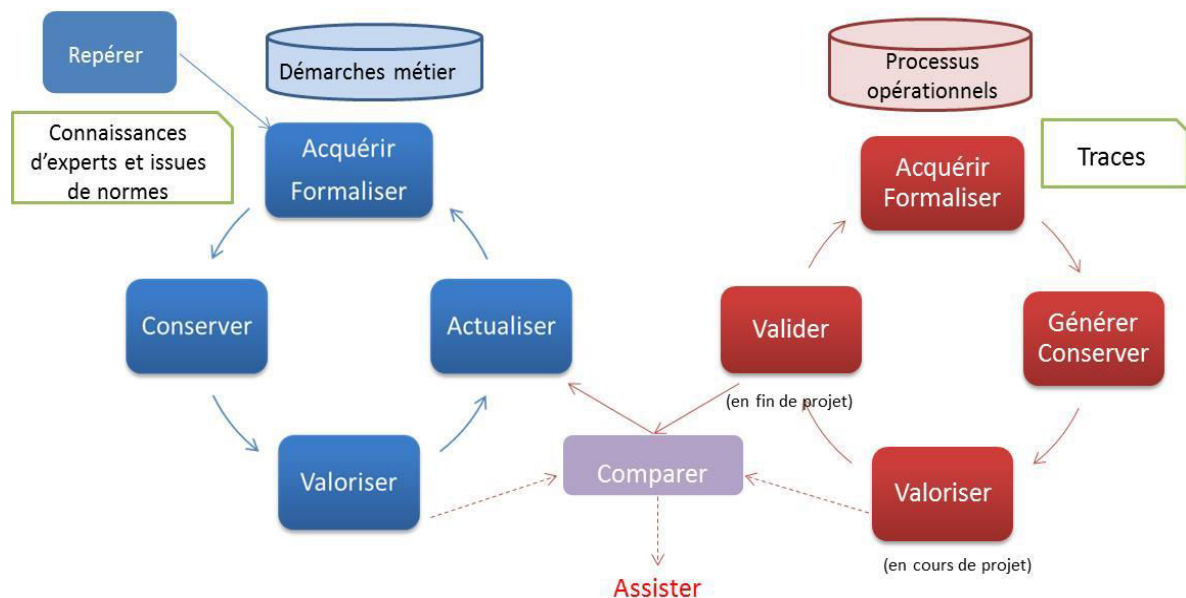 Repérer
Démarches métier
Connaissances
d'experts et issues
de normes
Acquérir
Formaliser
Conserver
Actualiser
Valoriser
Processus
opérationnels
Traces
Acquérir
Formaliser
Valider
(en fin de projet)
Générer
Conserver
Valoriser
(en cours de projet)
Comparer
Assister